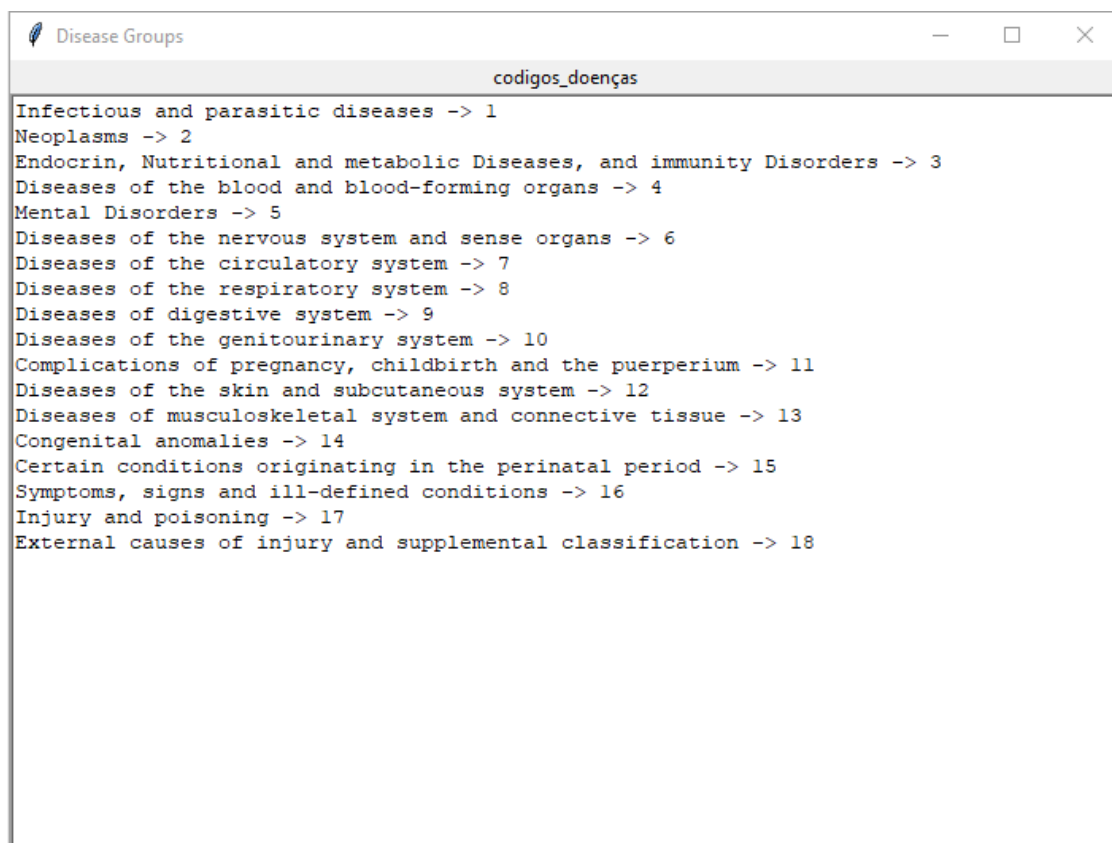 Disease Groups
codigos_doenças
Infectious and parasitic diseases -> 1
Neoplasms -> 2
Endocrin, Nutritional and metabolic Diseases, and immunity Disorders -> 3
Diseases of the blood and blood-forming organs -> 4
Mental Disorders -> 5
Diseases of the nervous system and sense organs -> 6
Diseases of the circulatory system -> 7
Diseases of the respiratory system -> 8
Diseases of digestive system -> 9
Diseases of the genitourinary system -> 10
Complications of pregnancy, childbirth and the puerperium -> 11
Diseases of the skin and subcutaneous system -> 12
Diseases of musculoskeletal system and connective tissue -> 13
Congenital anomalies -> 14
Certain conditions originating in the perinatal period -> 15
Symptoms, signs and ill-defined conditions -> 16
Injury and poisoning -> 17
External causes of injury and supplemental classification -> 18